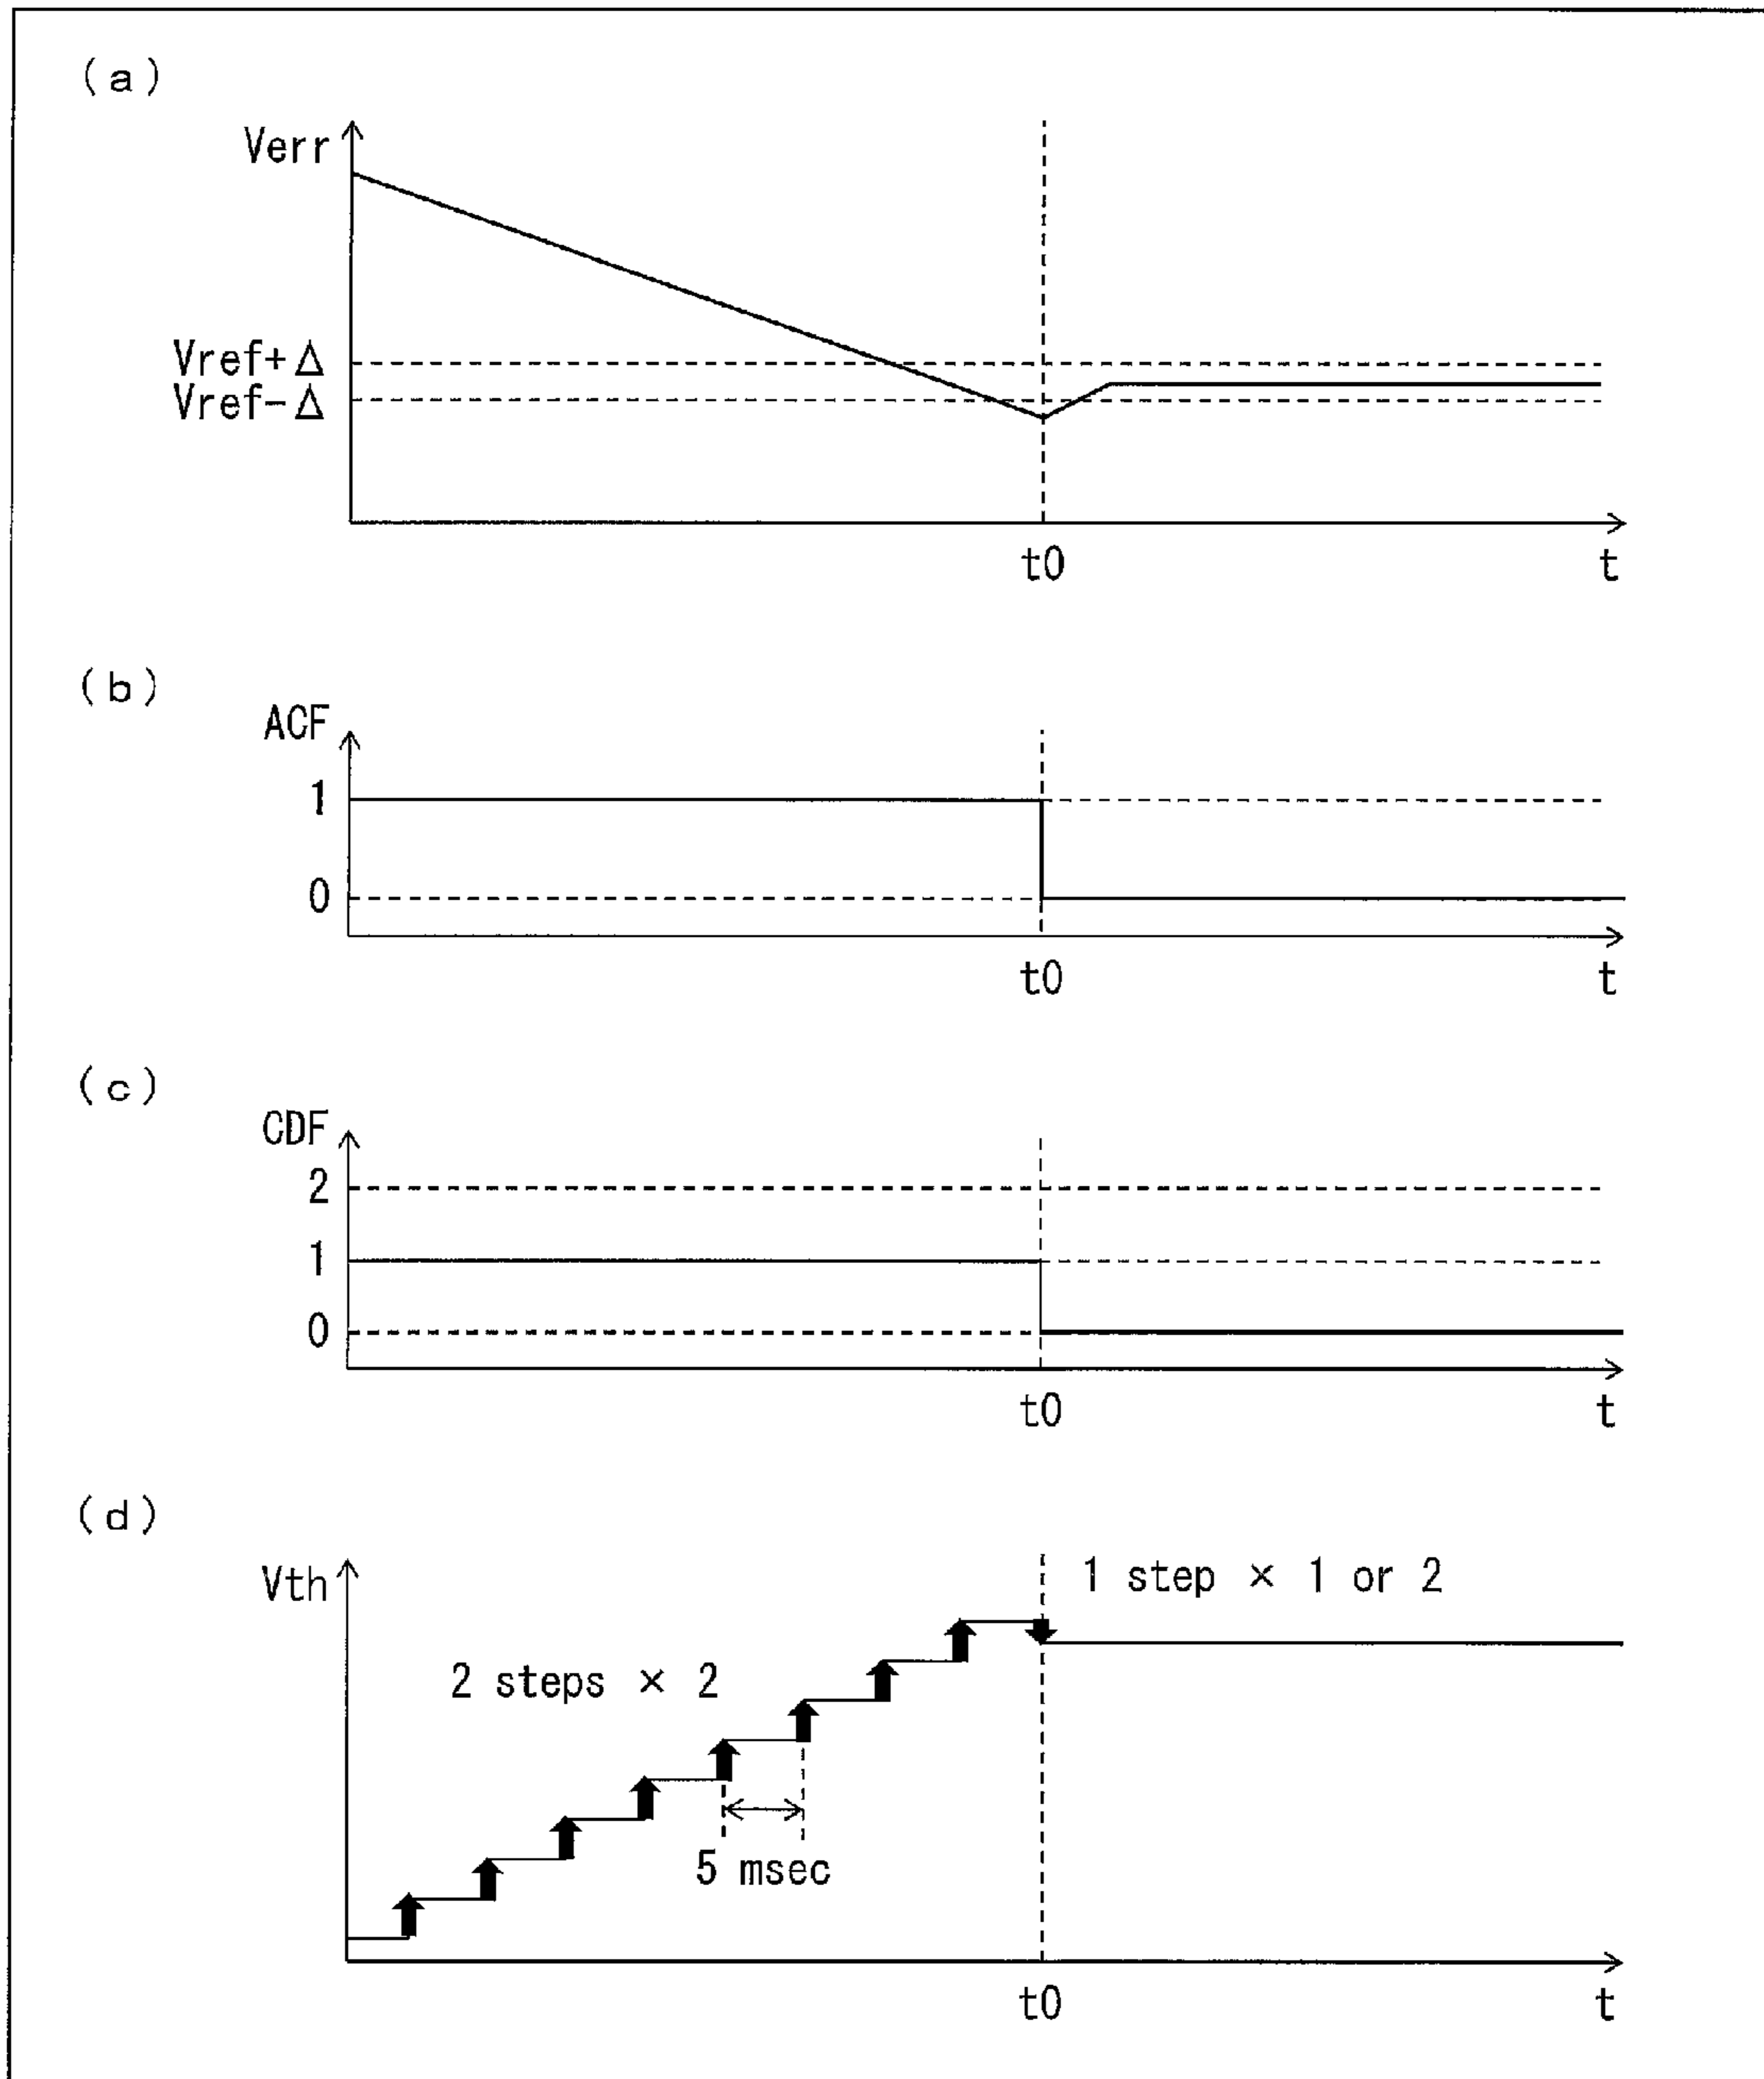 (a)
Verr
Vref+Δ
Vref-Δ
t0
t
(b)
ACF
1
0
t0
t
(c)
CDF
2
1
0
t0
t
(d)
Vth
1 step × 1 or 2
2 steps × 2
5 msec
t0
t